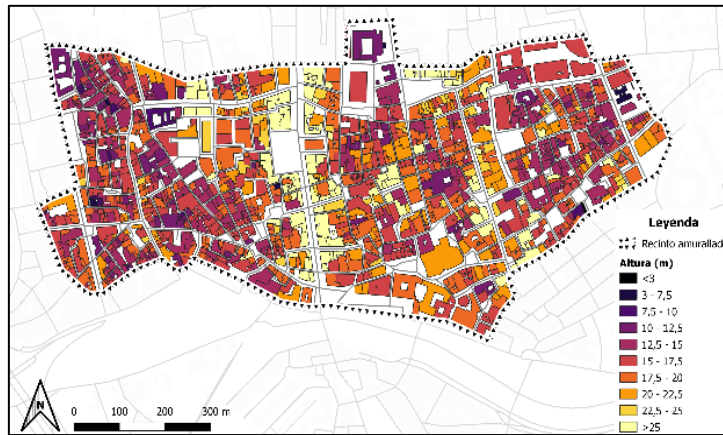 Leyenda
Recinto amurallad
Altura (m)
<3
3 - 7,5
7,5 - 10
10 - 12,5
12,5 - 15
15 - 17,5
17,5 - 20
20 - 22,5
22,5 - 25
>25
N
0 100 200 300 m